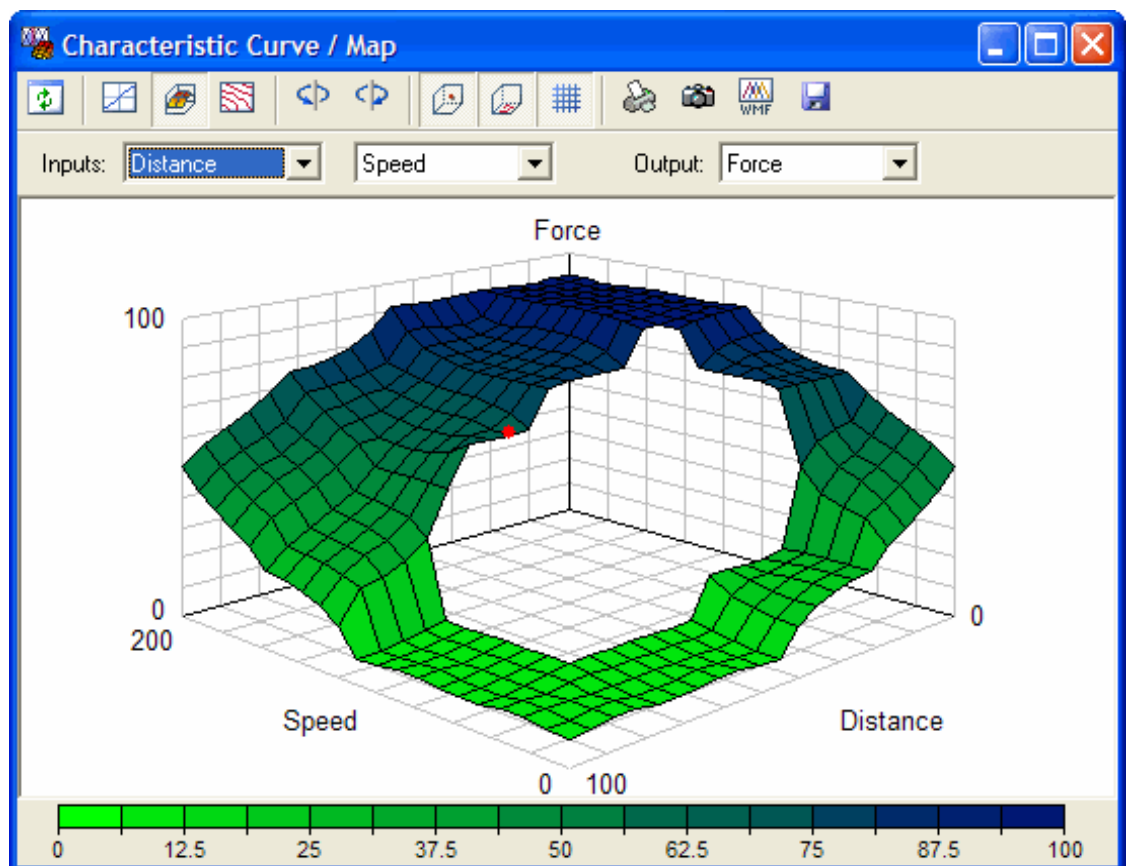 Characteristic Curve / Map
WMF
Inputs: Distance Speed Output: Force
Force
100
0
200
0
Speed
Distance
0 100
0 12.5 25 37.5 50 62.5 75 87.5 100